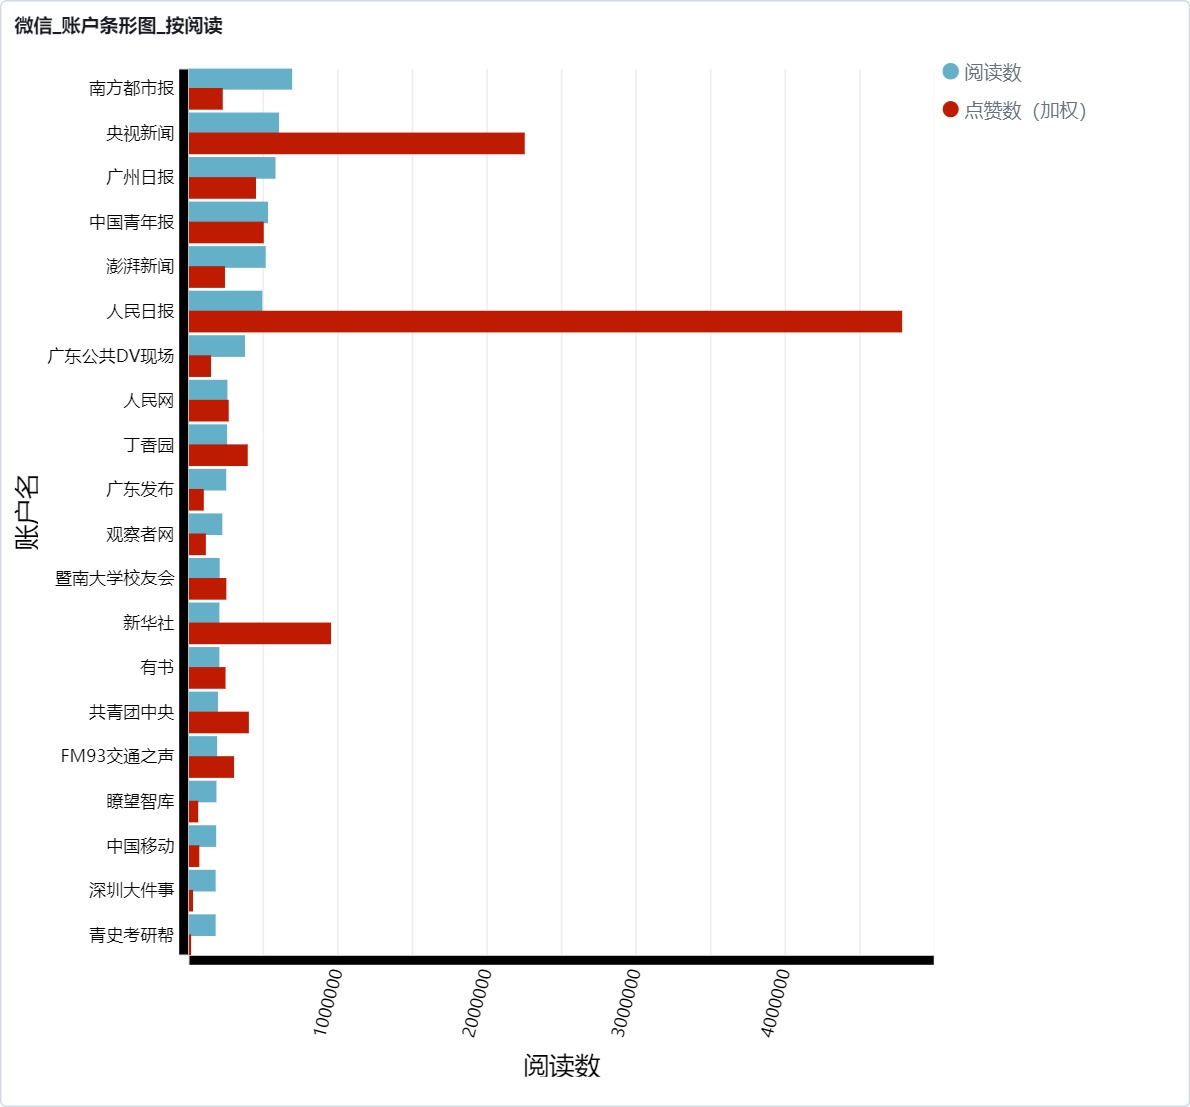 微信_账户条形图_按阅读
阅读数
点赞数（加权）
南方都市报
央视新闻
广州日报
中国青年报
澎湃新闻
人民日报
广东公共DV现场
人民网
丁香园
广东发布
观察者网
暨南大学校友会
新华社
有书
共青团中央
FM93交通之声
瞭望智库
中国移动
深圳大件事
青史考研帮
账户名
1000000
2000000
3000000
4000000
阅读数